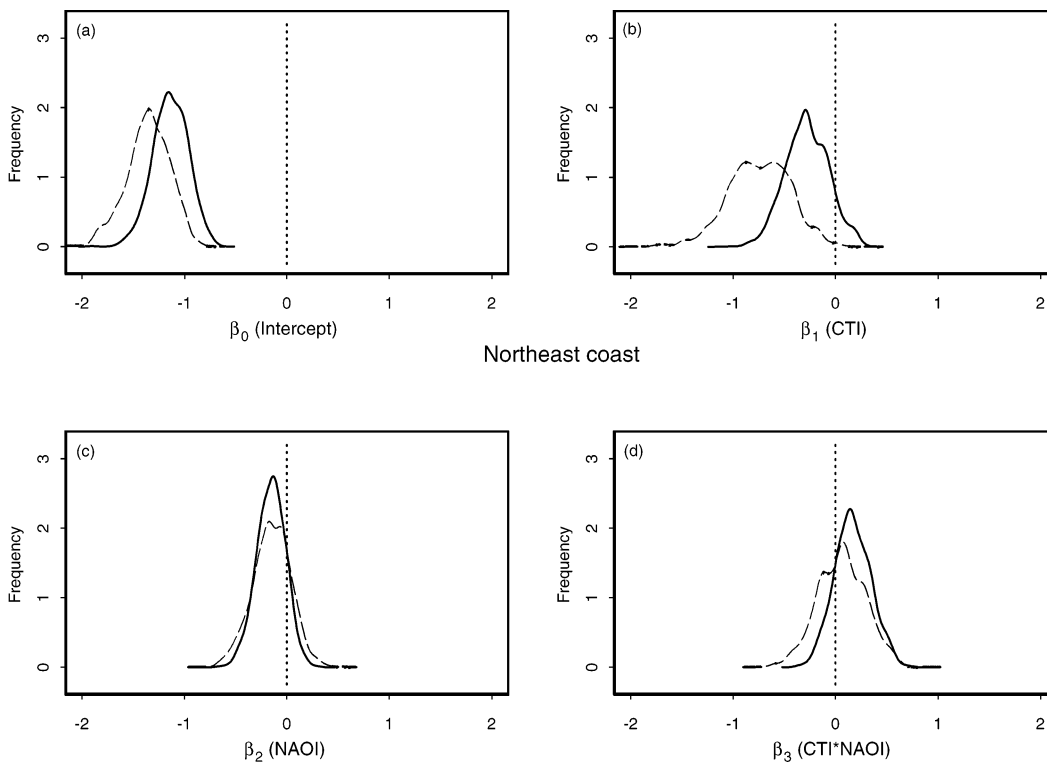 (a)
Frequency
3
2
1
0
-2 -1 0 1 2
β0 (Intercept)
(b)
Frequency
3
2
1
0
-2 -1 0 1 2
β1 (CTI)
Northeast coast
(c)
Frequency
3
2
1
0
-2 -1 0 1 2
β2 (NAOI)
(d)
Frequency
3
2
1
0
-2 -1 0 1 2
β3 (CTI*NAOI)